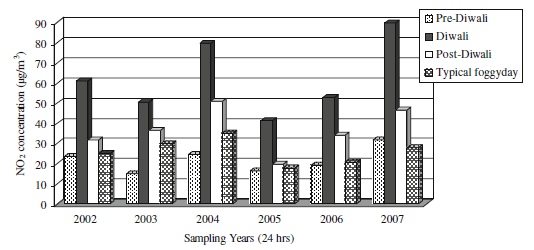 90
80
70
60
50
40
30
20
10
0
NO2 concentration (µg/m3)
2002 2003 2004 2005 2006 2007
Sampling Years (24 hrs)
Pre-Diwali
Diwali
Post-Diwali
Typical foggyday